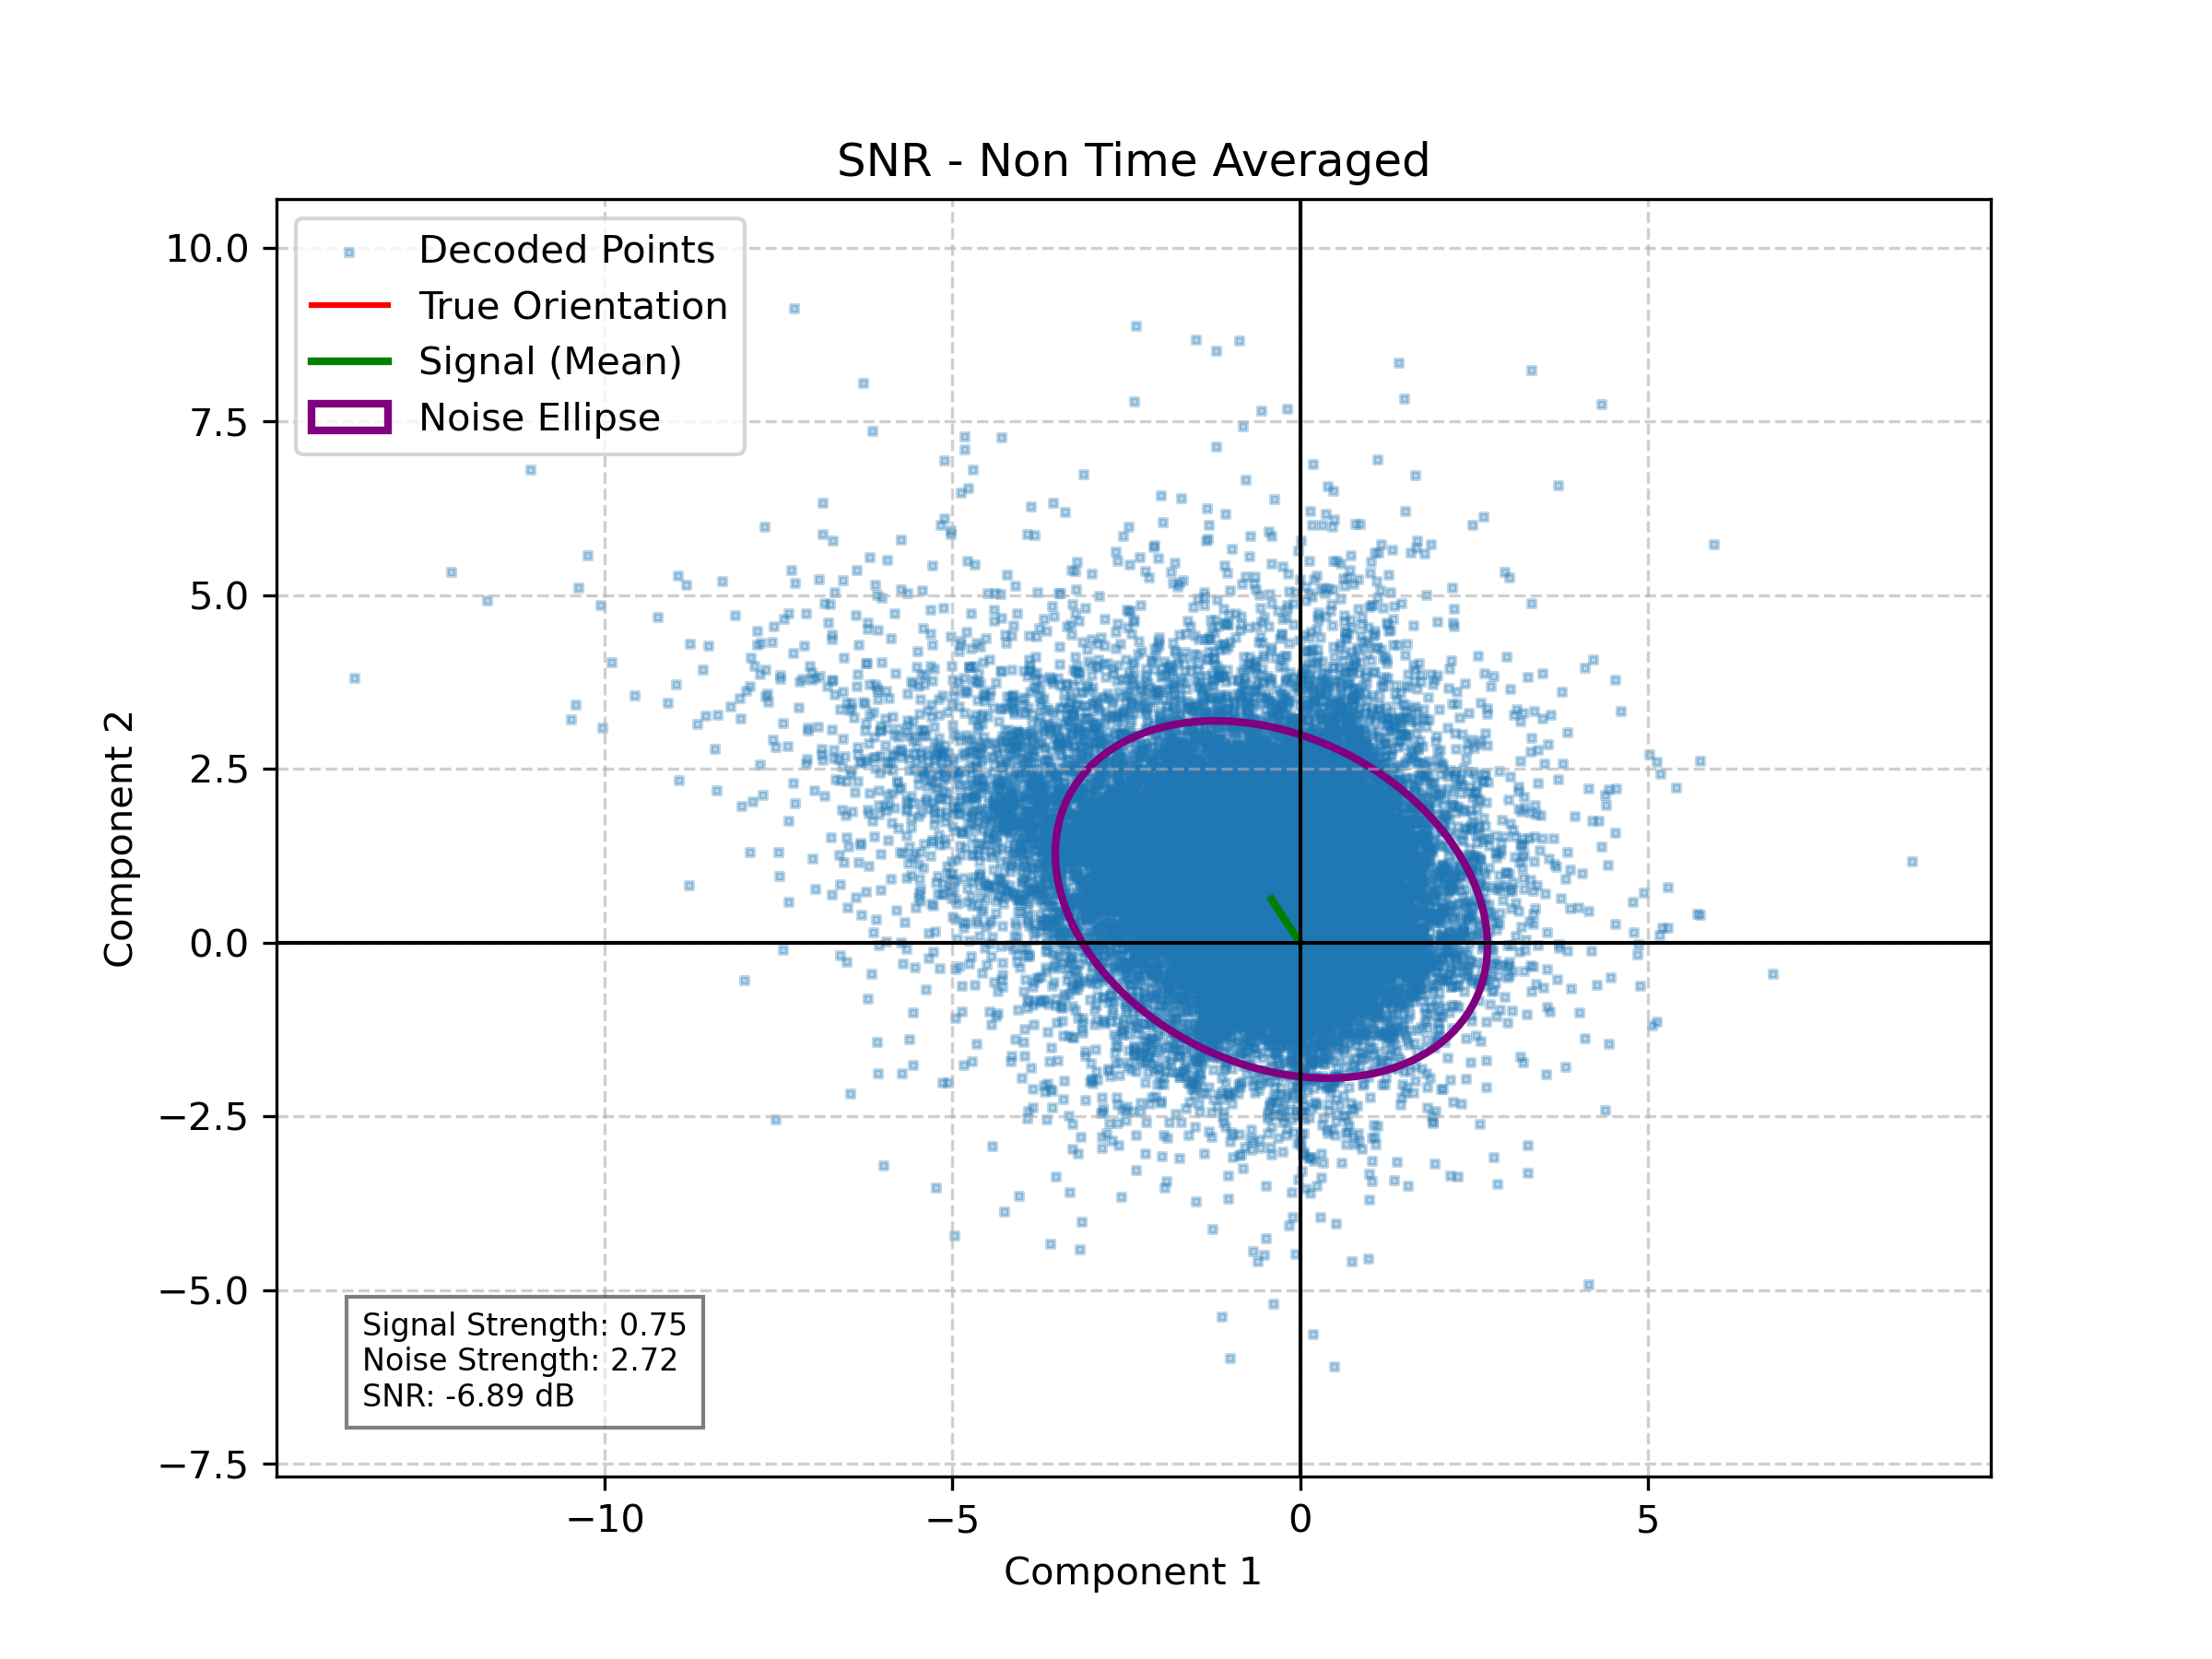 SNR - Non Time Averaged
Decoded Points
True Orientation
Signal (Mean)
Noise Ellipse
10.0
7.5
5.0
2.5
0.0
−2.5
−5.0
−7.5
Component 2
Signal Strength: 0.75
Noise Strength: 2.72
SNR: -6.89 dB
−10
−5
0
5
Component 1